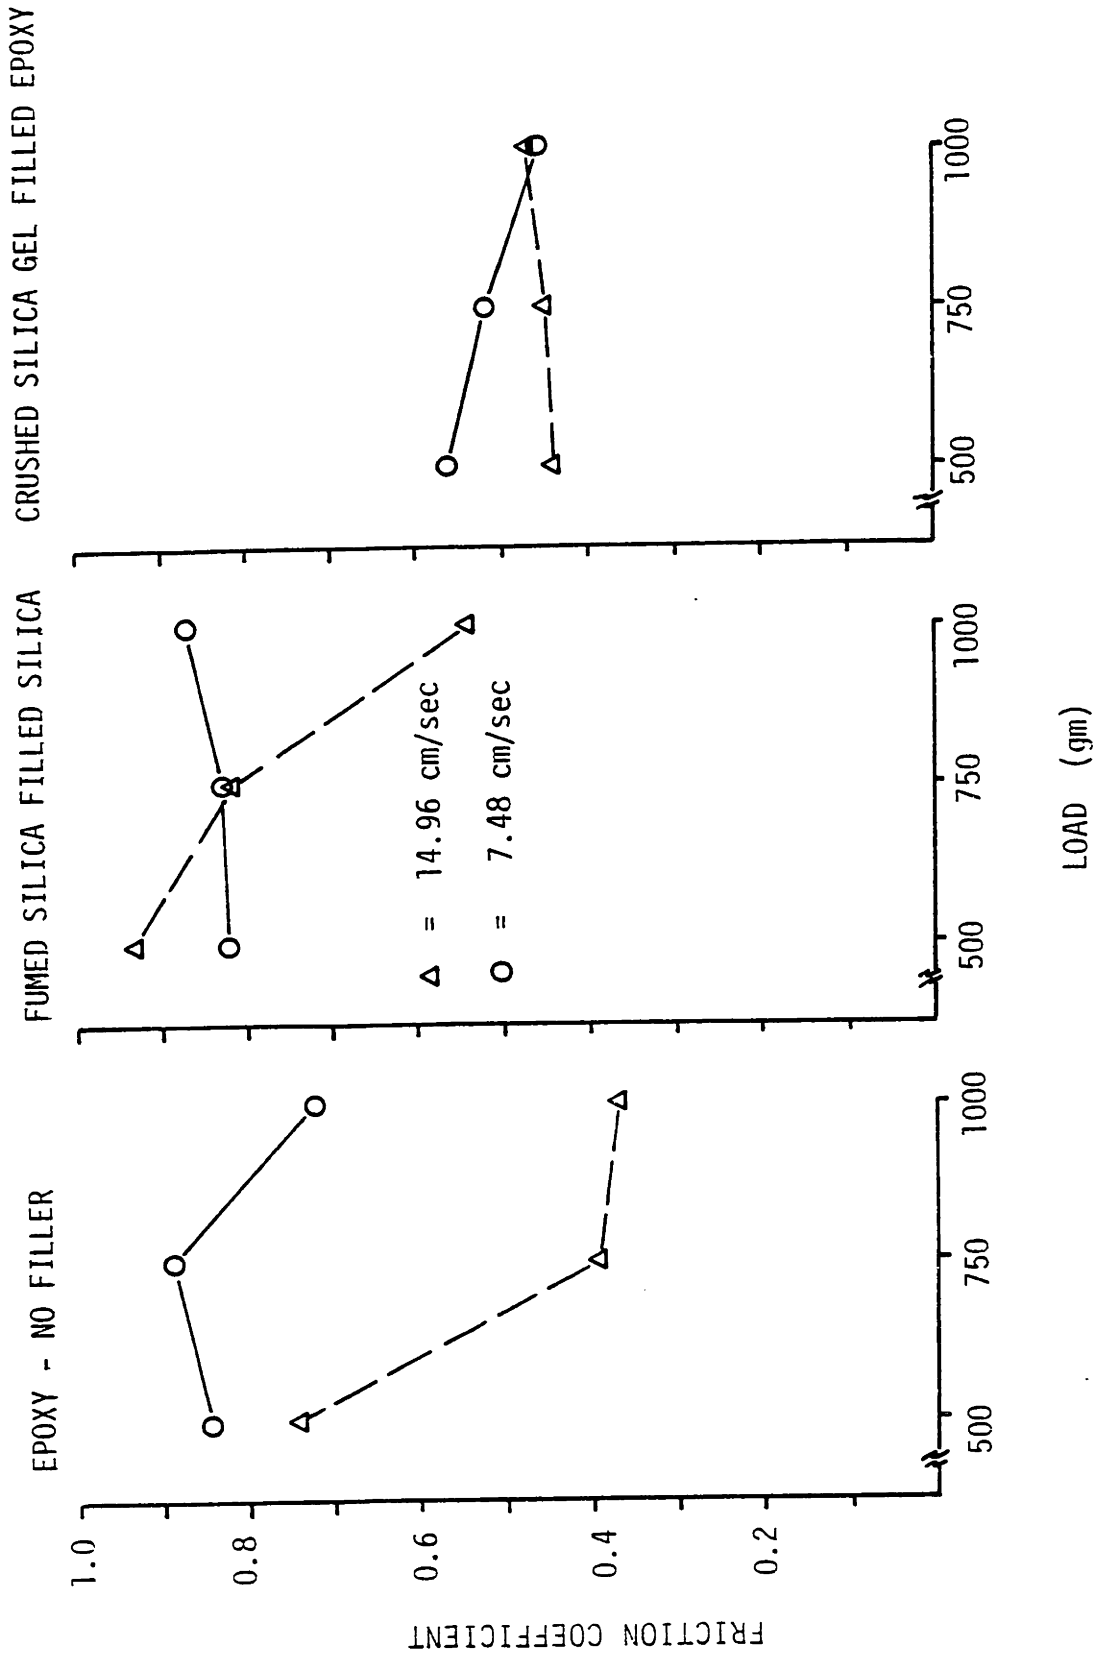 EPOXY - NO FILLER
FUMED SILICA FILLED SILICA
CRUSHED SILICA GEL FILLED EPOXY
FRICTION COEFFICIENT
1.0
0.8
0.6
0.4
0.2
△ = 14.96 cm/sec
○ = 7.48 cm/sec
500 750 1000
500 750 1000
500 750 1000
LOAD (gm)